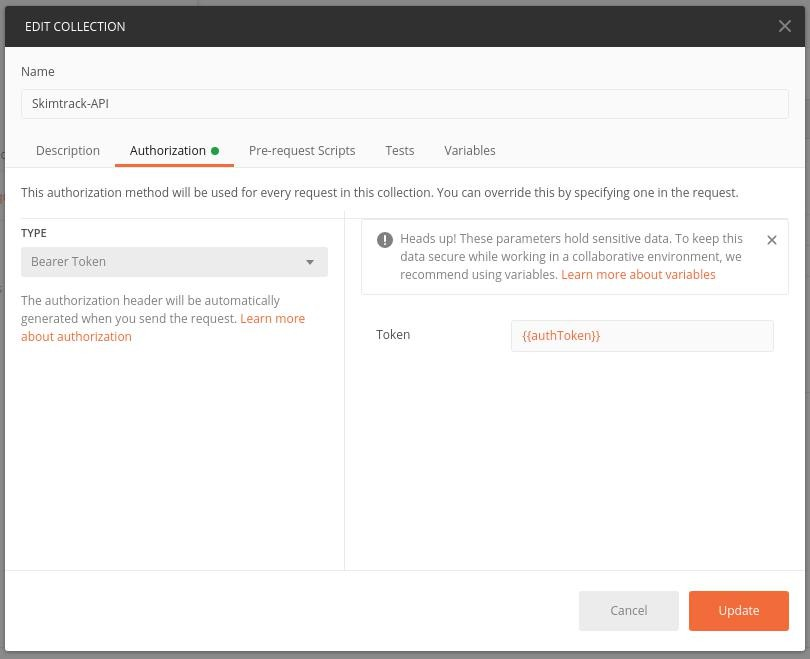 EDIT COLLECTION
Name
Skimtrack-API
Description Authorization Pre-request Scripts Tests Variables
This authorization method will be used for every request in this collection. You can override this by specifying one in the request.
TYPE
Bearer Token
The authorization header will be automatically
generated when you send the request. Learn more
about authorization
Heads up! These parameters hold sensitive data. To keep this
data secure while working in a collaborative environment, we
recommend using variables. Learn more about variables
Token
{{authToken}}
Cancel
Update